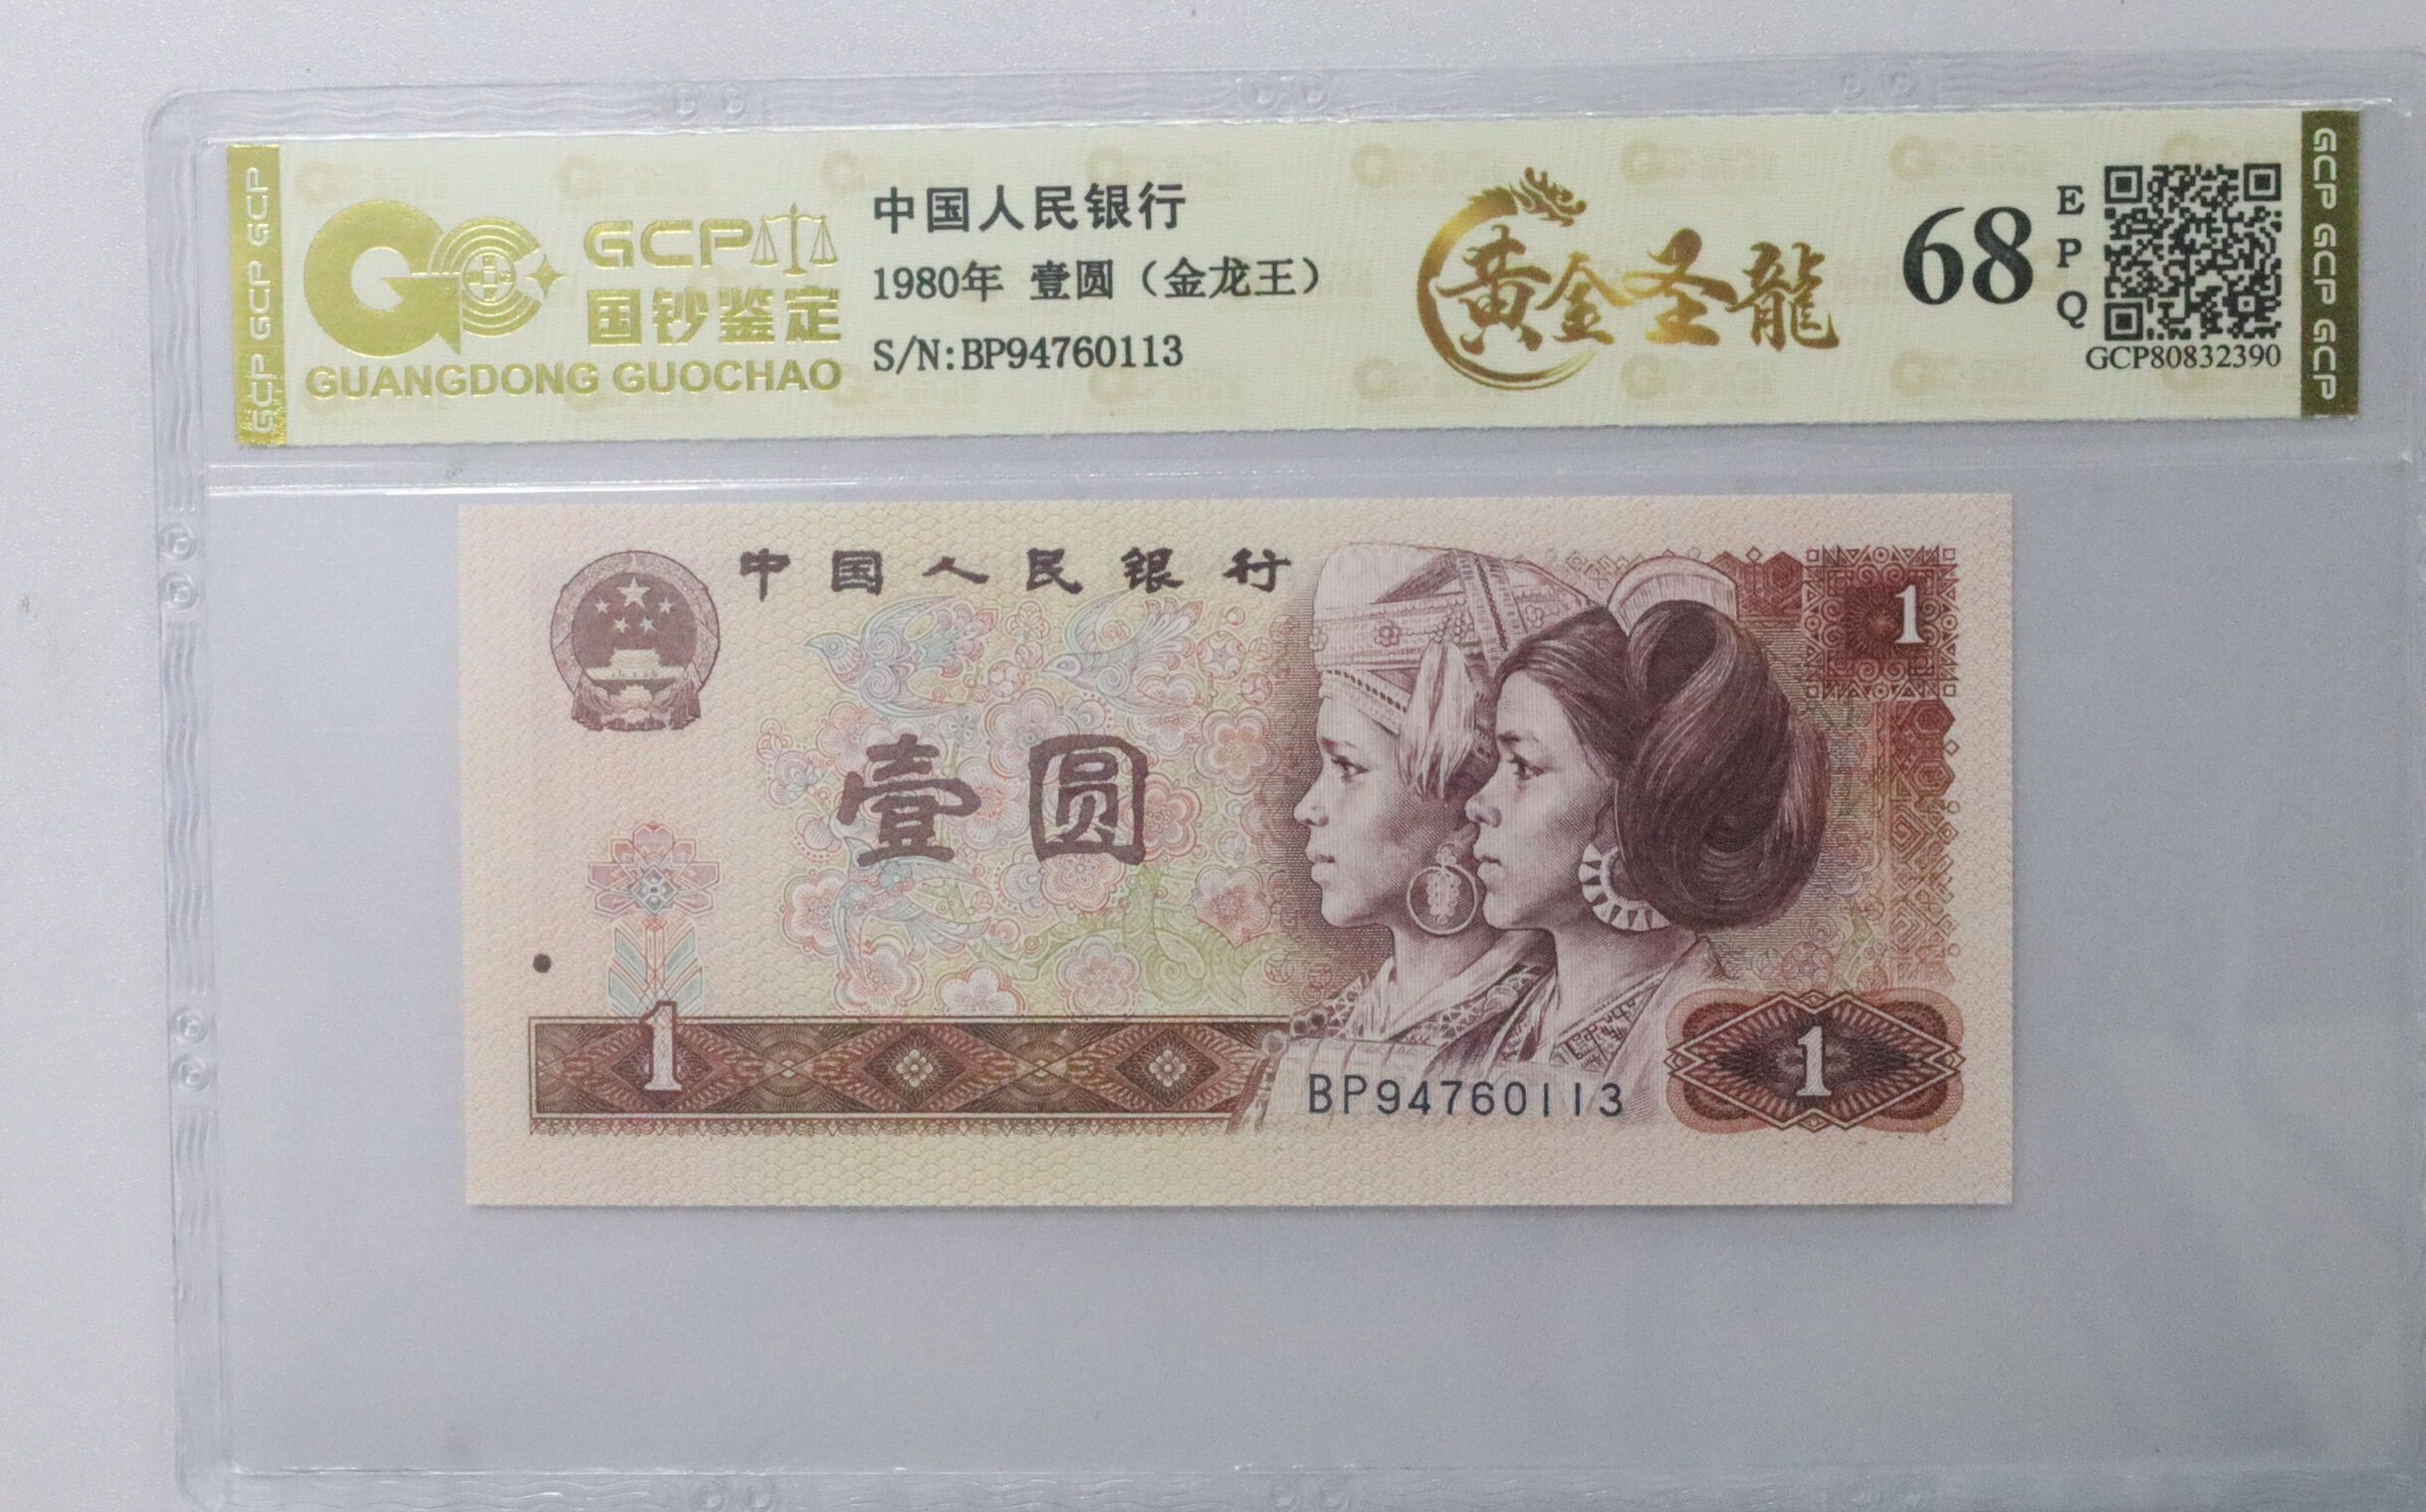 GCP GCP GCP
GCP
国钞鉴定
GUANGDONG GUOCHAO
中国人民银行
1980年 壹圆（金龙王）
S/N:BP94760113
黄金圣龍
68
EPQ
GCP80832390
GCP GCP GCP
中国人民银行
1
壹圆
1
1
BP94760113